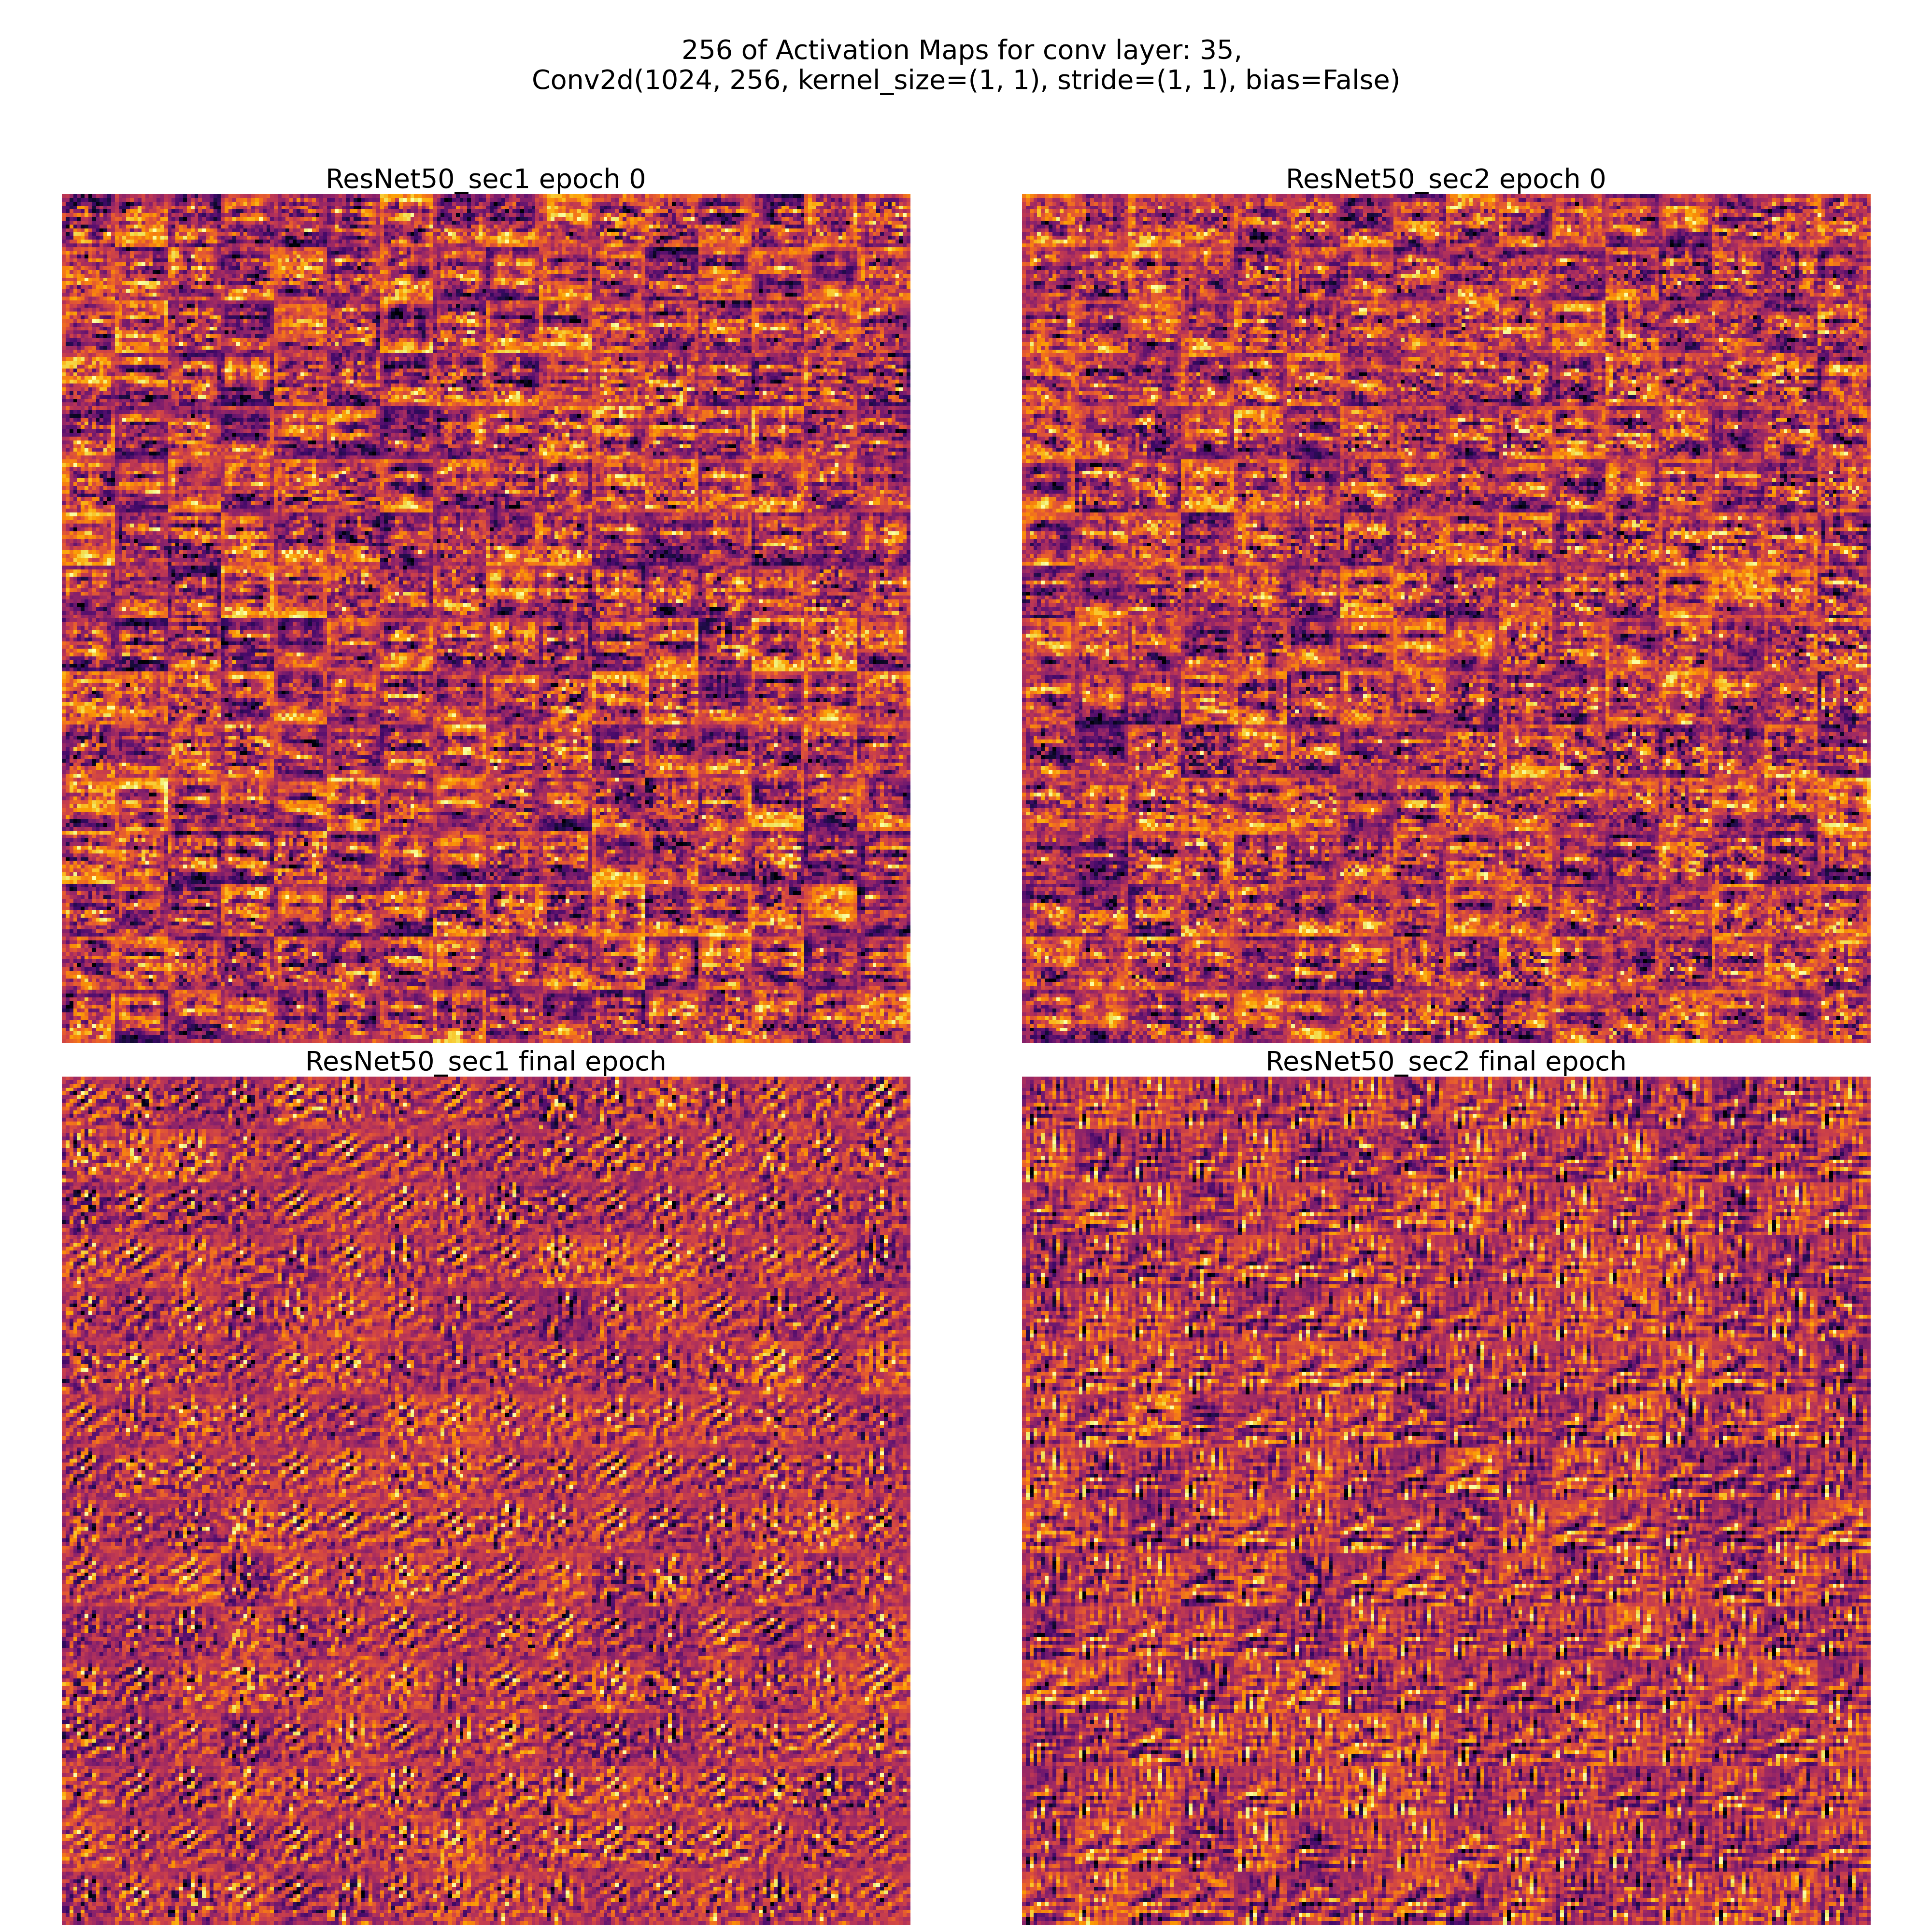 256 of Activation Maps for conv layer: 35,
Conv2d(1024, 256, kernel_size=(1, 1), stride=(1, 1), bias=False)
ResNet50_sec1 epoch 0
ResNet50_sec2 epoch 0
ResNet50_sec1 final epoch
ResNet50_sec2 final epoch